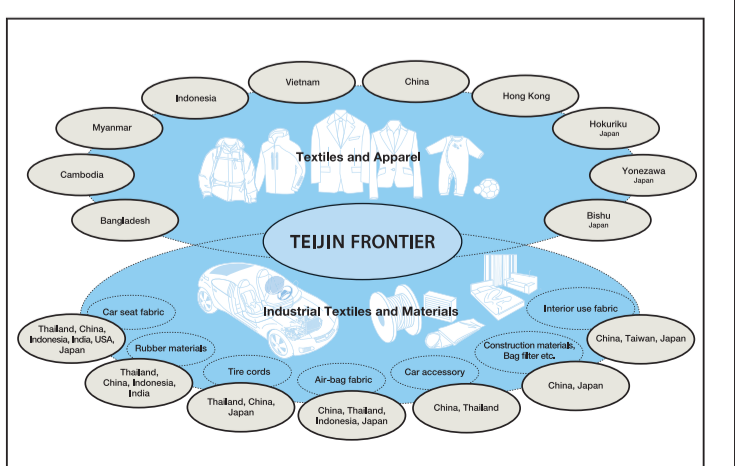 Vietnam
China
Indonesia
Hong Kong
Myanmar
Hokuriku
Japan
Textiles and Apparel
Cambodia
Yonezawa
Japan
Bangladesh
Bishu
Japan
TEIJIN FRONTIER
Industrial Textiles and Materials
Car seat fabric
Interior use fabric
Thailand, China,
Indonesia, India, USA,
Japan
China, Taiwan, Japan
Rubber materials
Construction materials,
Bag filter etc.
Thailand,
China, Indonesia,
India
Tire cords
Air-bag fabric
Car accessory
China, Japan
Thailand, China,
Japan
China, Thailand,
Indonesia, Japan
China, Thailand